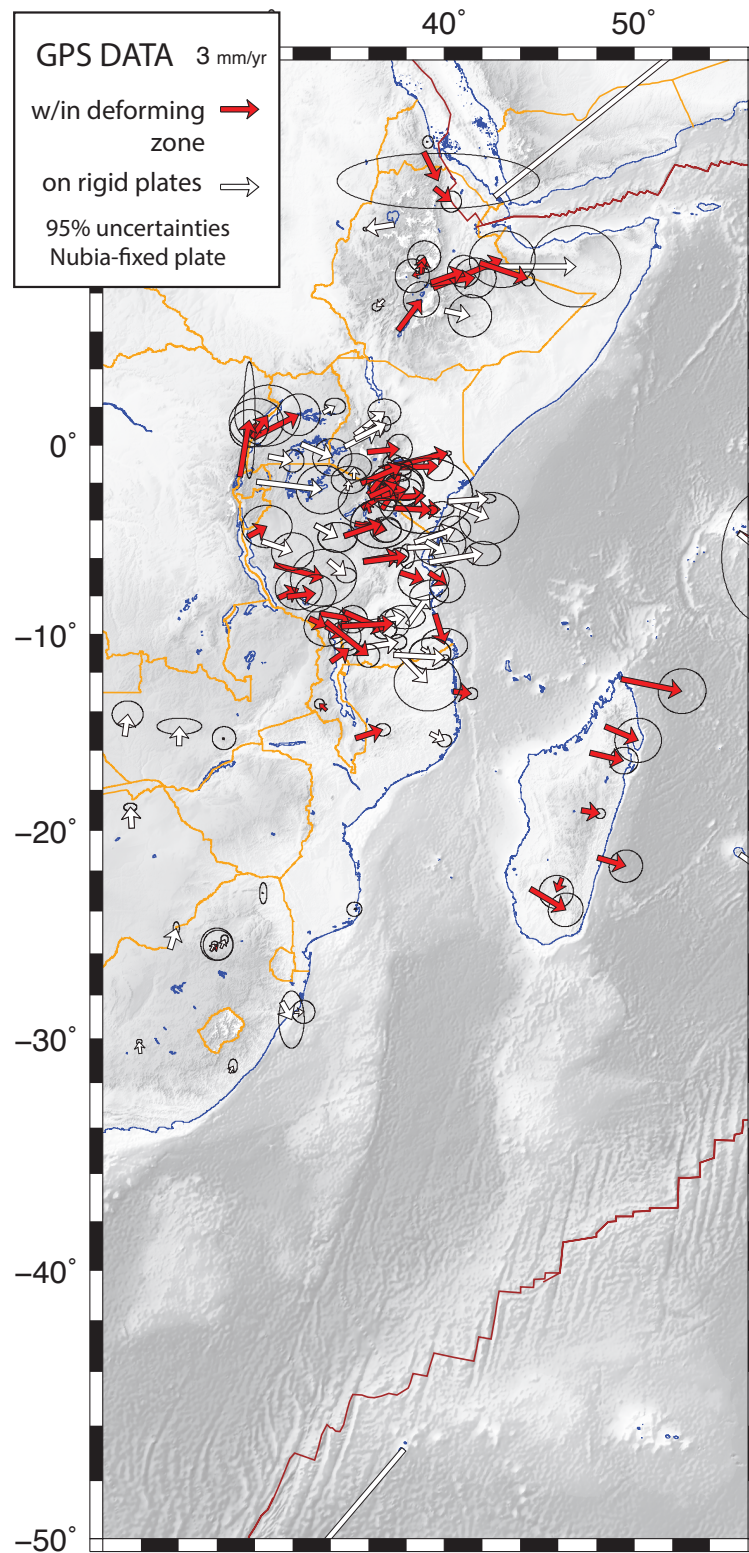 GPS DATA 3 mm/yr
w/in deforming
zone
on rigid plates
95% uncertainties
Nubia-fixed plate
40˚ 50˚
0˚
−10˚
−20˚
−30˚
−40˚
−50˚